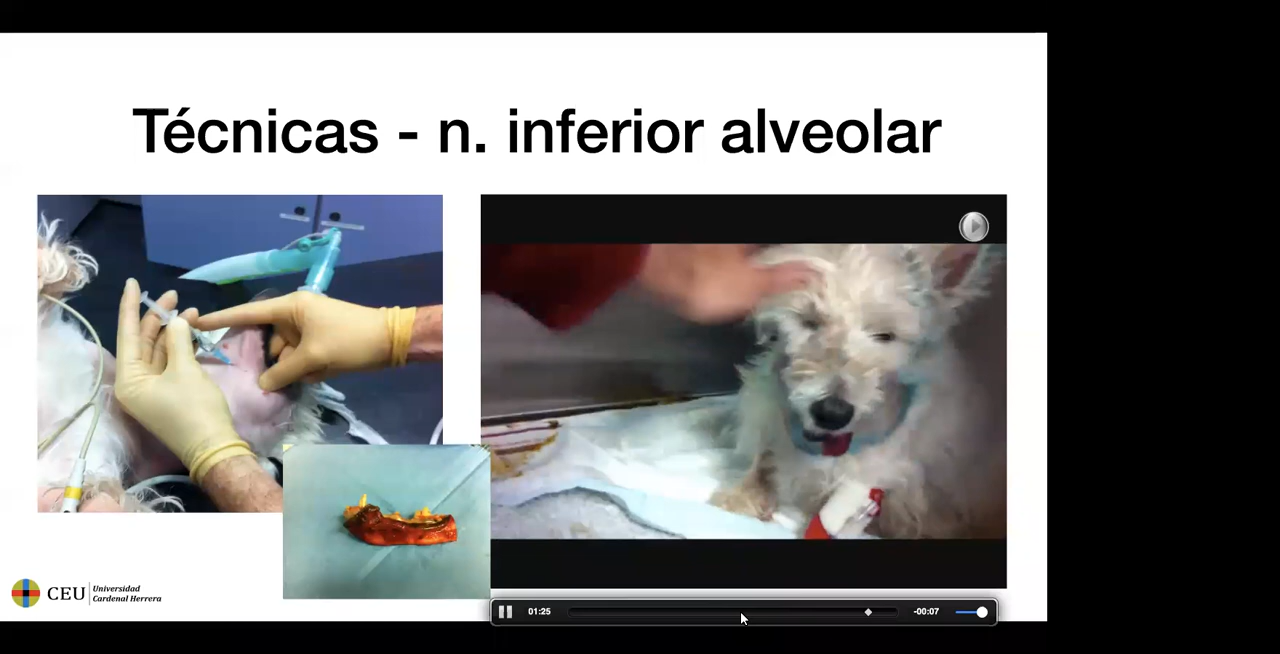 Técnicas - n. inferior alveolar
CEU
Universidad
Cardenal Herrera
01:25
-00:07